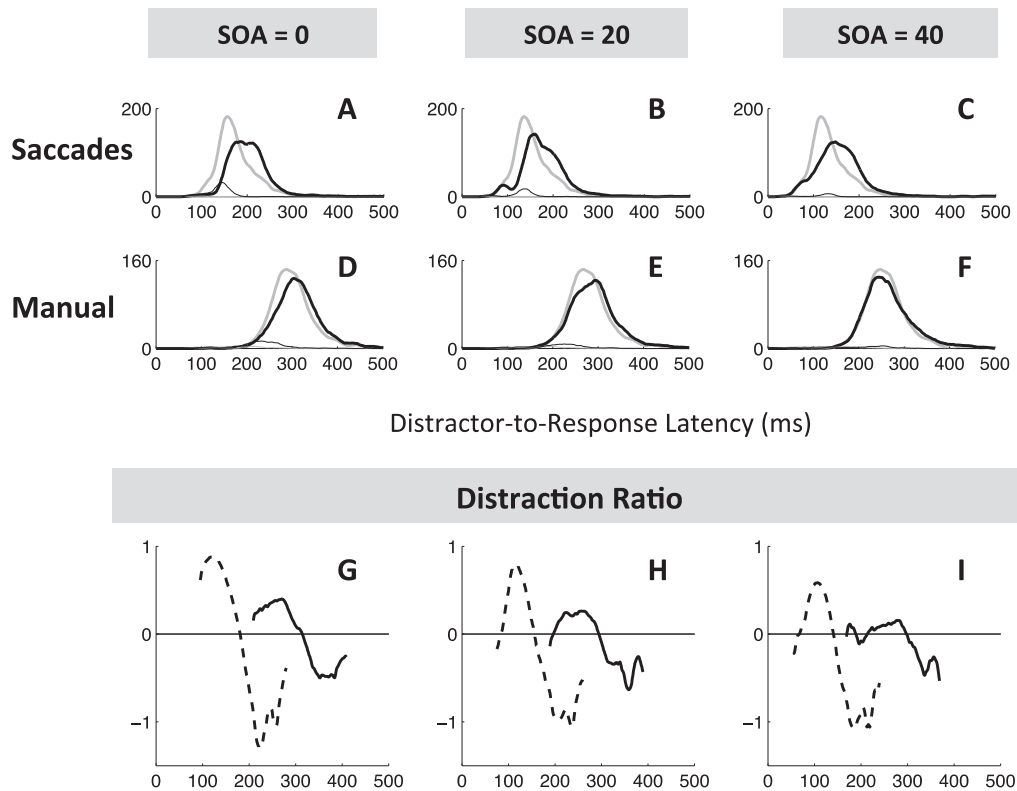 SOA = 0 SOA = 20 SOA = 40
Saccades
200 A 200 B 200 C
0 0 0
0 100 200 300 400 500 0 100 200 300 400 500 0 100 200 300 400 500
Manual
160 D 160 E 160 F
0 0 0
0 100 200 300 400 500 0 100 200 300 400 500 0 100 200 300 400 500
Distractor-to-Response Latency (ms)
Distraction Ratio
1 G 1 H 1 I
0 0 0
−1 −1 −1
0 100 200 300 400 500 0 100 200 300 400 500 0 100 200 300 400 500